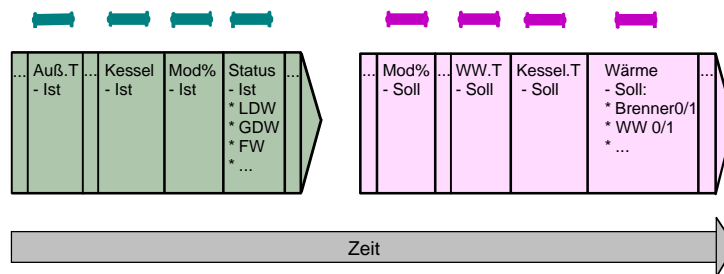 ... Auß.T ... Kessel Mod% Status ...
- Ist - Ist - Ist - Ist
* LDW
* GDW
* FW
* ...
... Mod% ... WW.T Kessel.T Wärme ...
- Soll - Soll - Soll - Soll:
* Brenner0/1
* WW 0/1
* ...
Zeit